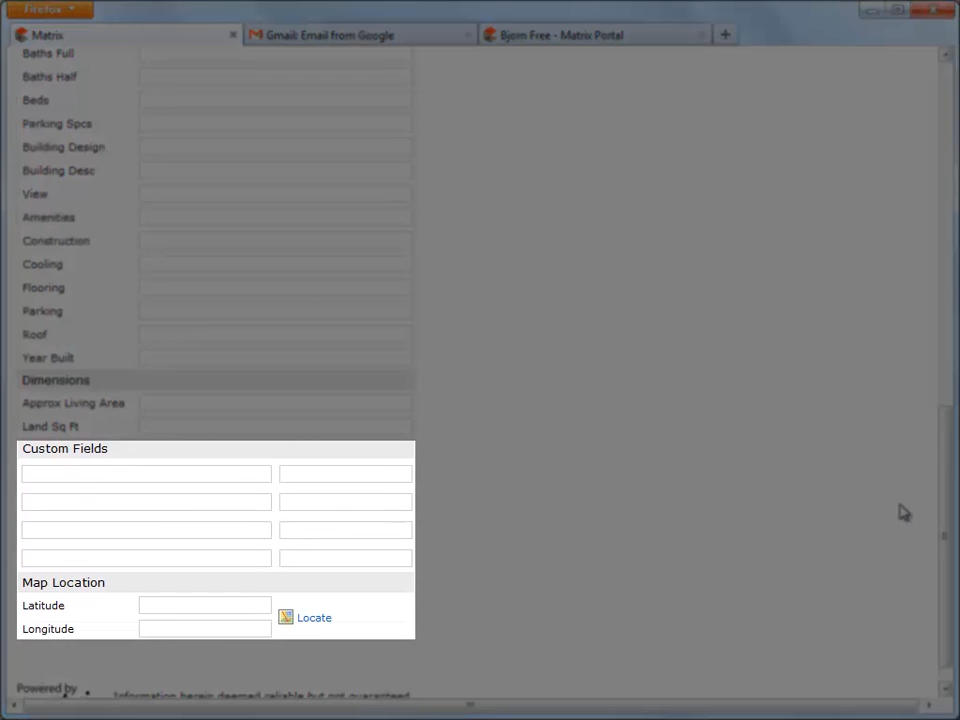 Firefox
Matrix
Gmail: Email from Google
Bjorn Free - Matrix Portal
Baths Full
Baths Half
Beds
Parking Spcs
Building Design
Building Desc
View
Amenities
Construction
Cooling
Flooring
Parking
Roof
Year Built
Dimensions
Approx Living Area
Land Sq Ft
Custom Fields
Map Location
Latitude
Locate
Longitude
Powered by
Information herein deemed reliable but not guaranteed